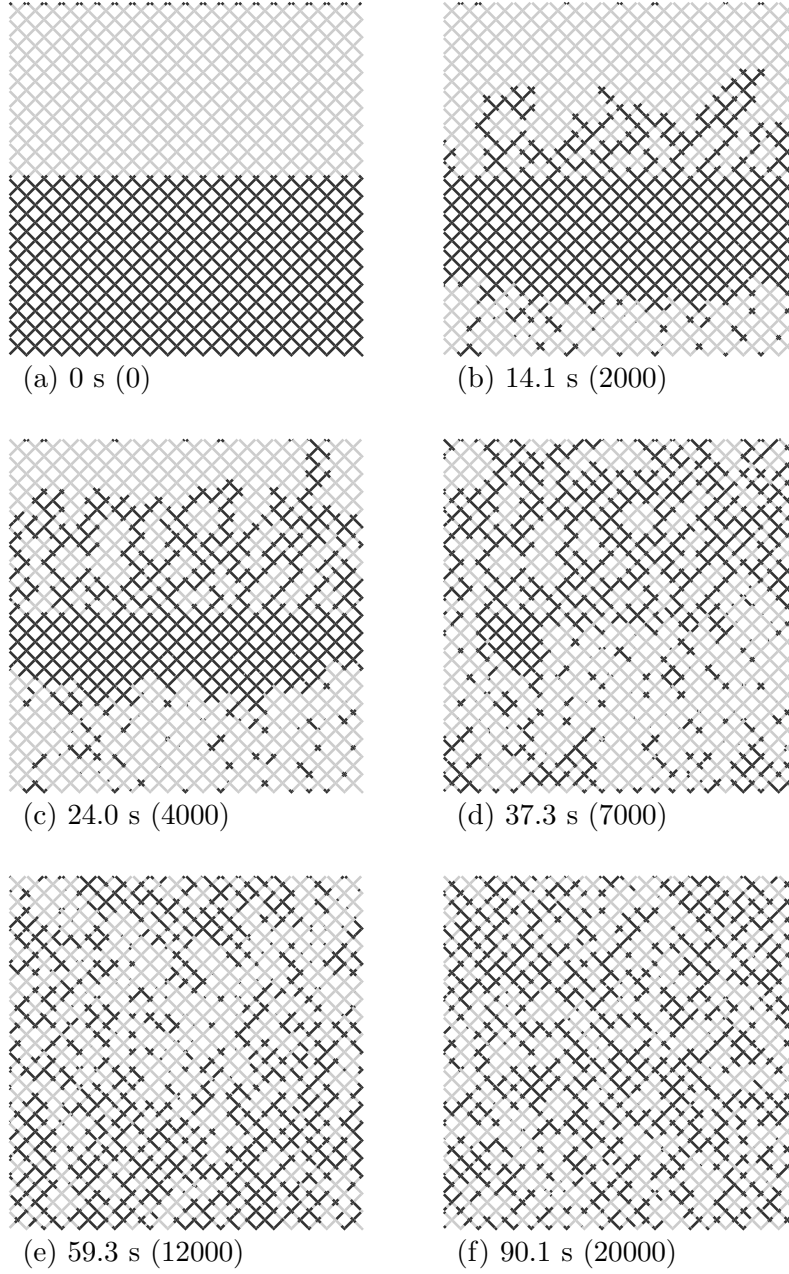 (a) 0 s (0)
(b) 14.1 s (2000)
(c) 24.0 s (4000)
(d) 37.3 s (7000)
(e) 59.3 s (12000)
(f) 90.1 s (20000)